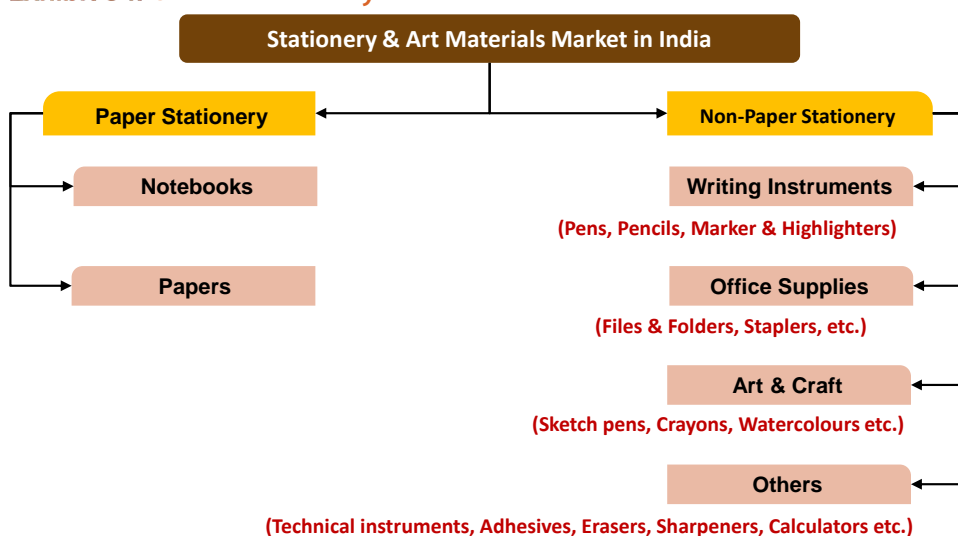 Stationery & Art Materials Market in India
Paper Stationery
Non-Paper Stationery
Notebooks
Writing Instruments
(Pens, Pencils, Marker & Highlighters)
Papers
Office Supplies
(Files & Folders, Staplers, etc.)
Art & Craft
(Sketch pens, Crayons, Watercolours etc.)
Others
(Technical instruments, Adhesives, Erasers, Sharpeners, Calculators etc.)